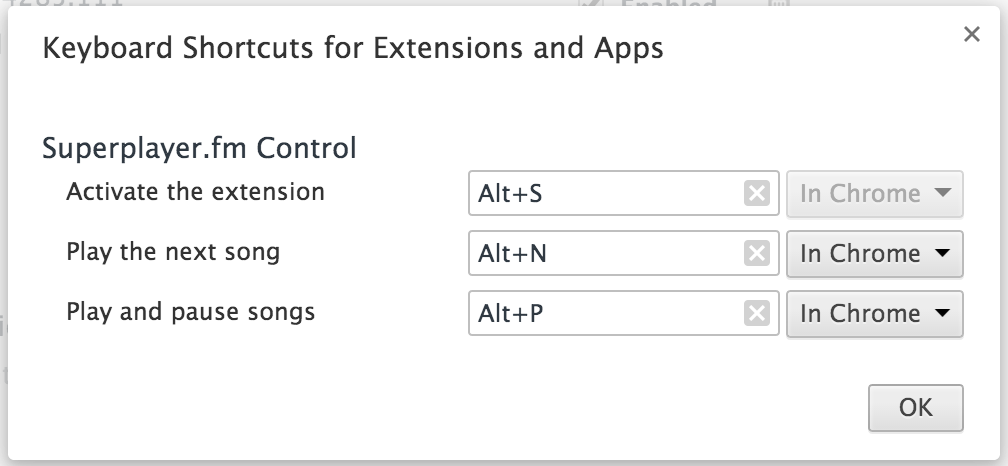 Enabled
Keyboard Shortcuts for Extensions and Apps
Superplayer.fm Control
Activate the extension Alt+S In Chrome
Play the next song Alt+N In Chrome
Play and pause songs Alt+P In Chrome
OK